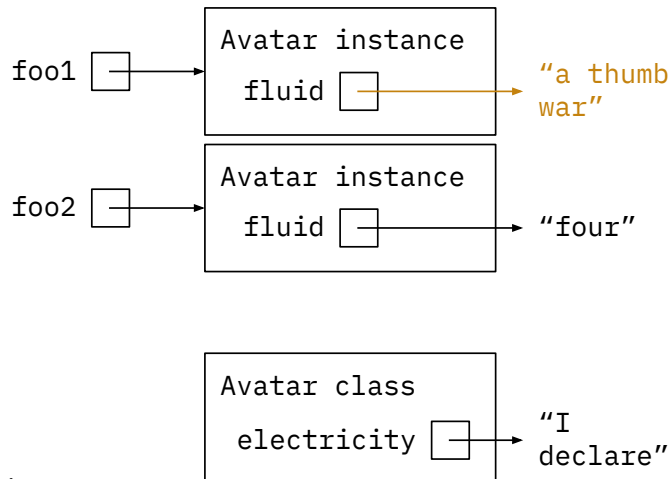 Avatar instance
foo1
fluid
“a thumb
war”
Avatar instance
foo2
fluid
“four”
Avatar class
electricity
“I
declare”